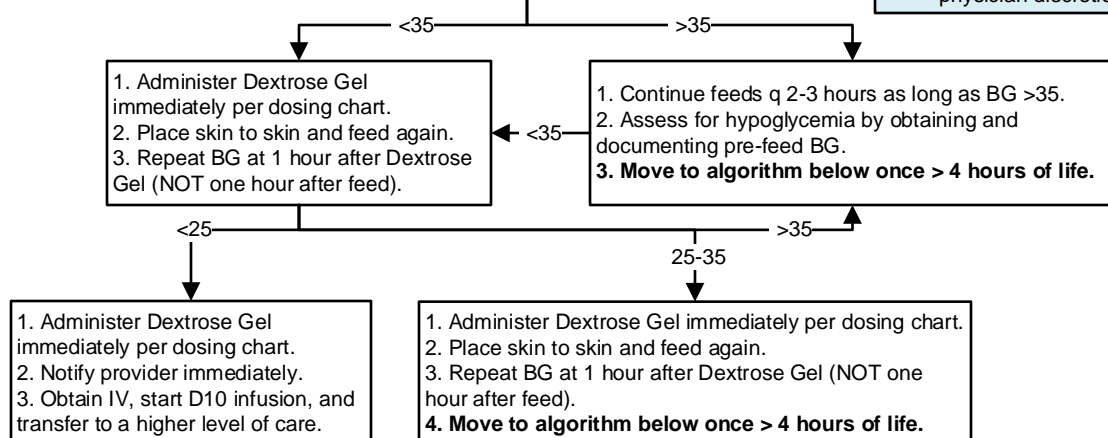 physician discretio
<35
>35
1. Administer Dextrose Gel
immediately per dosing chart.
2. Place skin to skin and feed again.
3. Repeat BG at 1 hour after Dextrose
Gel (NOT one hour after feed).
<35
1. Continue feeds q 2-3 hours as long as BG >35.
2. Assess for hypoglycemia by obtaining and
documenting pre-feed BG.
3. Move to algorithm below once > 4 hours of life.
<25
>35
25-35
1. Administer Dextrose Gel
immediately per dosing chart.
2. Notify provider immediately.
3. Obtain IV, start D10 infusion, and
transfer to a higher level of care.
1. Administer Dextrose Gel immediately per dosing chart.
2. Place skin to skin and feed again.
3. Repeat BG at 1 hour after Dextrose Gel (NOT one
hour after feed).
4. Move to algorithm below once > 4 hours of life.